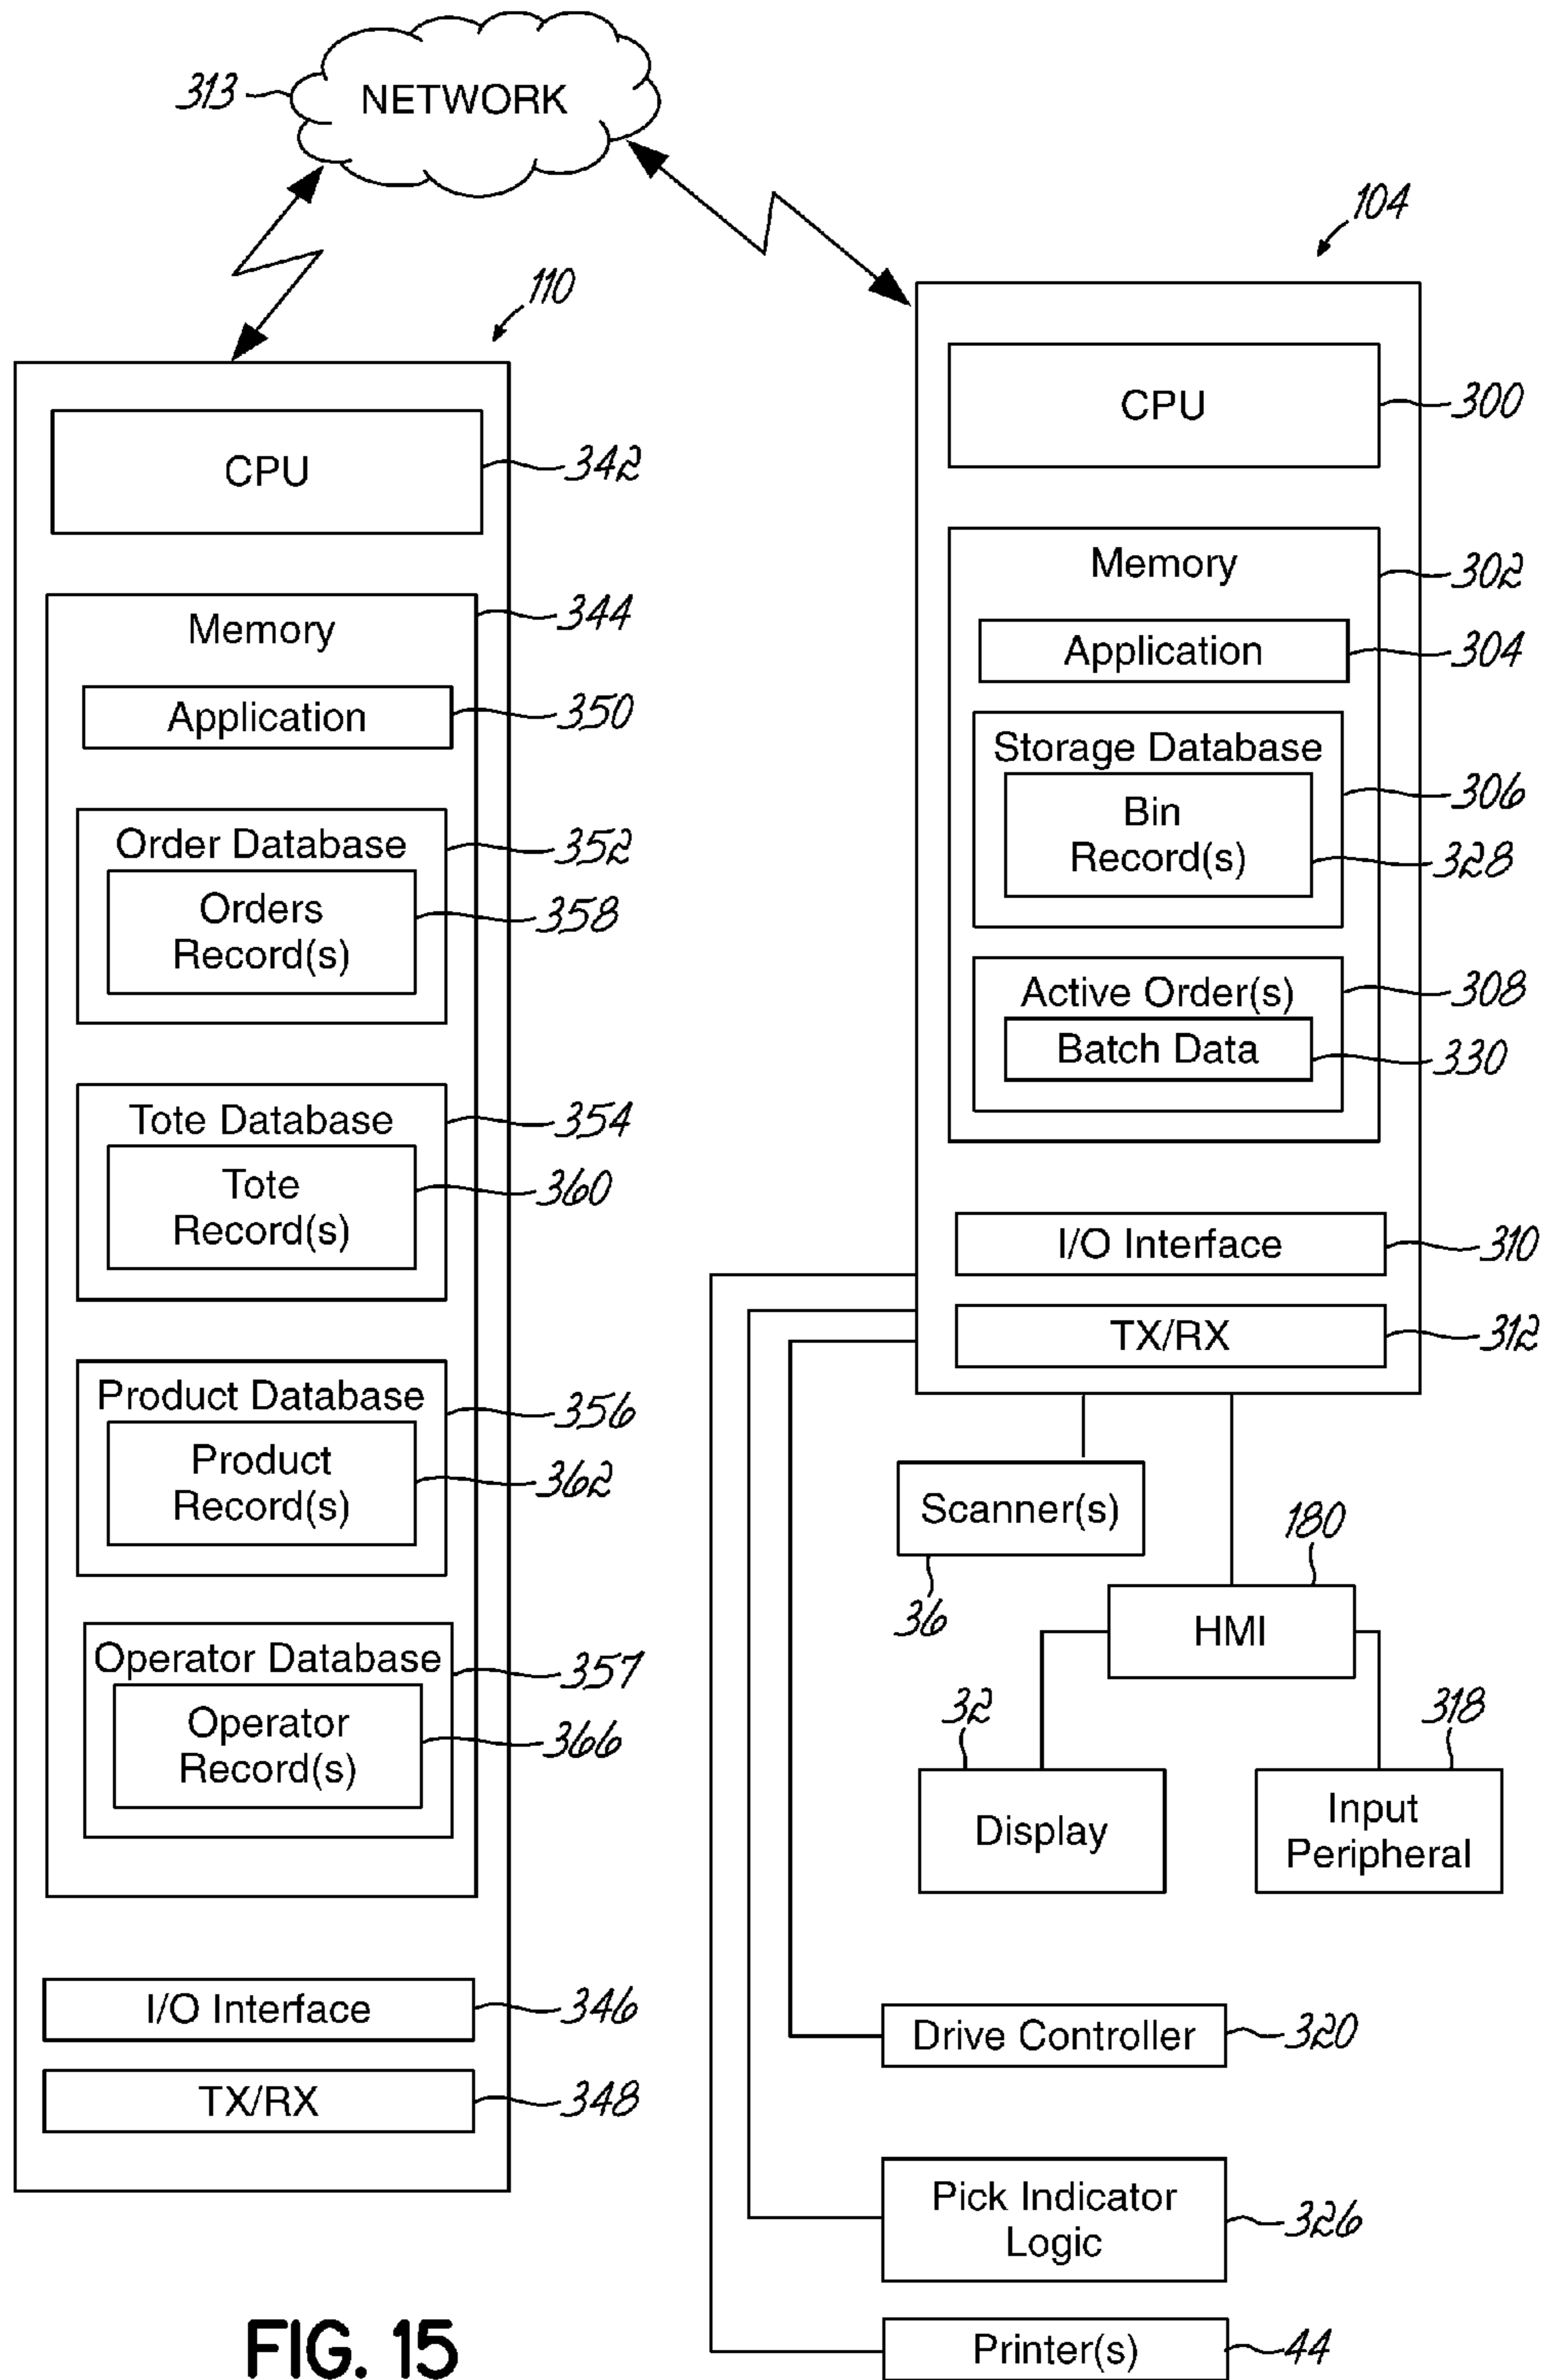 313
NETWORK
104
110
CPU
342
Memory
344
Application
350
Order Database
352
Orders
Record(s)
358
Tote Database
354
Tote
Record(s)
360
Product Database
356
Product
Record(s)
362
Operator Database
357
Operator
Record(s)
366
I/O Interface
346
TX/RX
348
CPU
300
Memory
302
Application
304
Storage Database
306
Bin
Record(s)
328
Active Order(s)
308
Batch Data
330
I/O Interface
310
TX/RX
312
Scanner(s)
36
180
HMI
32
Display
318
Input
Peripheral
Drive Controller
320
Pick Indicator
Logic
326
Printer(s)
44
FIG. 15